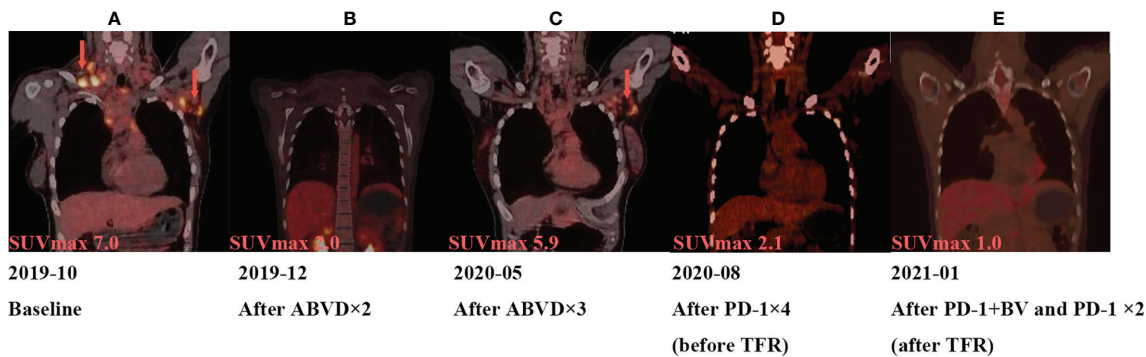 A B C D E
SUVmax 7.0 SUVmax SUVmax 5.9 SUVmax 2.1 SUVmax 1.0
2019-10 2019-12 2020-05 2020-08 2021-01
Baseline After ABVD×2 After ABVD×3 After PD-1×4 After PD-1+BV and PD-1 ×2
(before TFR) (after TFR)